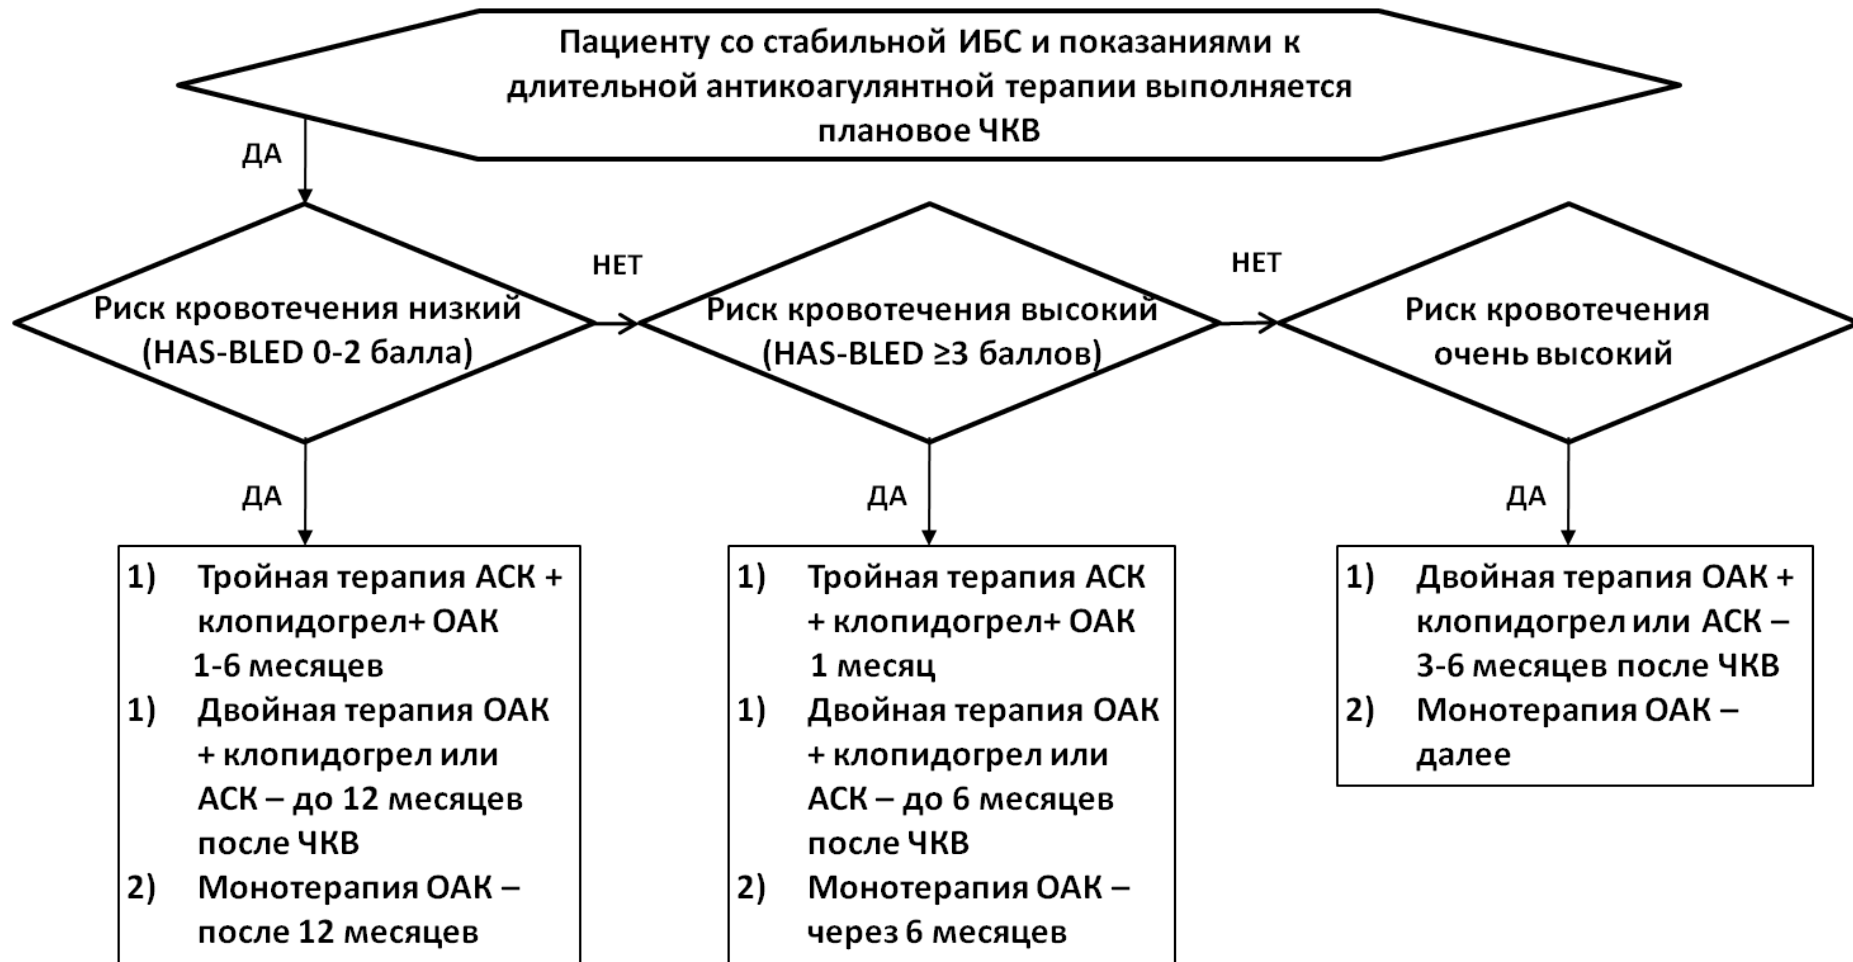 Пациенту со стабильной ИБС и показаниями к
длительной антикоагулянтной терапии выполняется
плановое ЧКВ
ДА
Риск кровотечения низкий
(HAS-BLED 0-2 балла)
НЕТ
Риск кровотечения высокий
(HAS-BLED ≥3 баллов)
НЕТ
Риск кровотечения
очень высокий
ДА
ДА
ДА
1) Тройная терапия АСК +
клопидогрел+ ОАК
1-6 месяцев
1) Двойная терапия ОАК
+ клопидогрел или
АСК – до 12 месяцев
после ЧКВ
2) Монотерапия ОАК –
после 12 месяцев
1) Тройная терапия АСК
+ клопидогрел+ ОАК
1 месяц
1) Двойная терапия ОАК
+ клопидогрел или
АСК – до 6 месяцев
после ЧКВ
2) Монотерапия ОАК –
через 6 месяцев
1) Двойная терапия ОАК +
клопидогрел или АСК –
3-6 месяцев после ЧКВ
2) Монотерапия ОАК –
далее